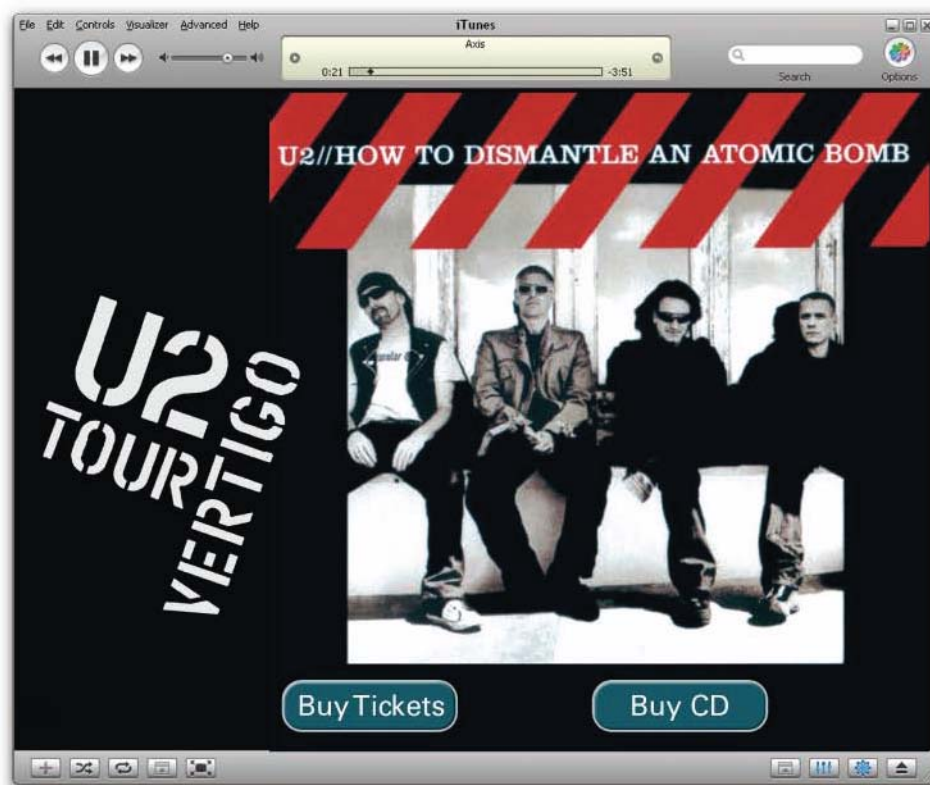 iTunes
File Edit Controls Visualizer Advanced Help
Axis
0:21 -3:51
Search
Options
U2//HOW TO DISMANTLE AN ATOMIC BOMB
U2
TOUR
VERTIGO
Buy Tickets
Buy CD